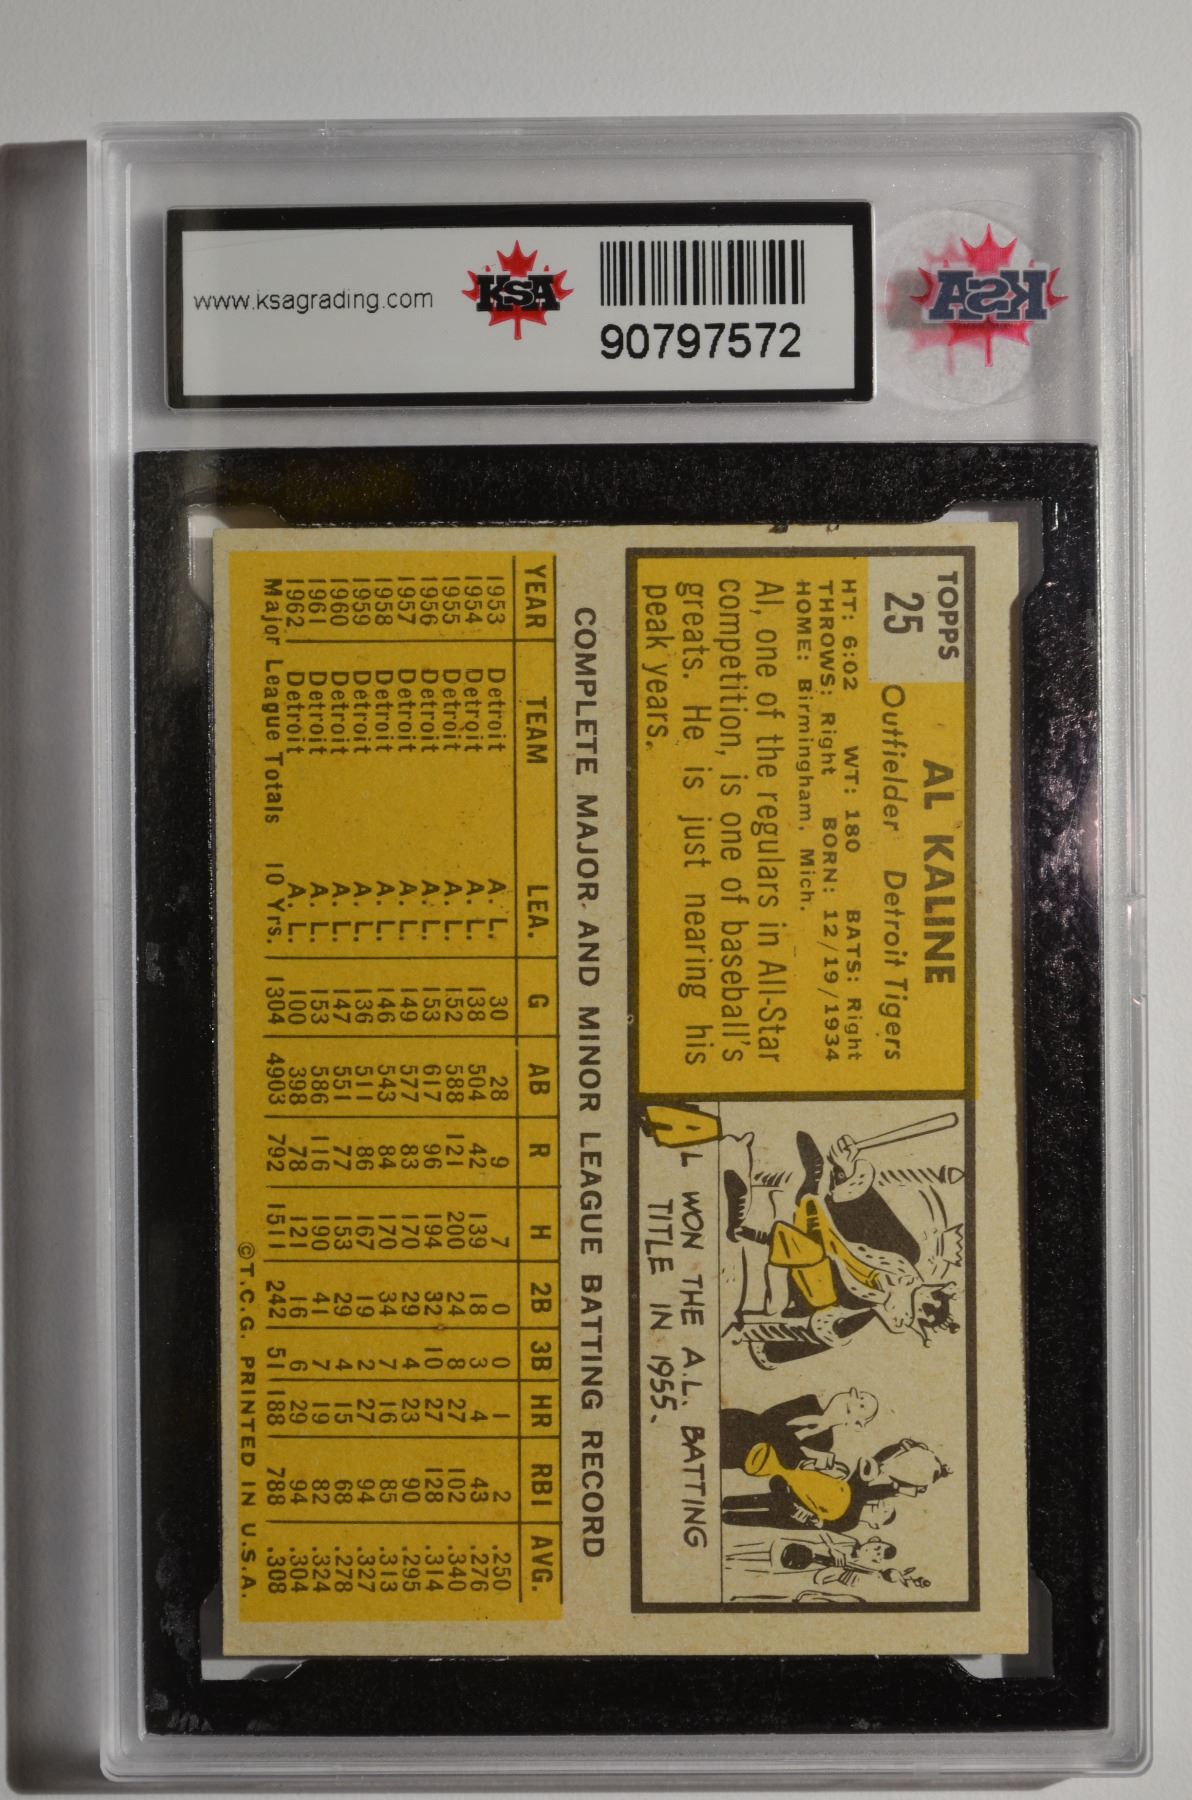 www.ksagrading.com
KSA
90797572
KSA
TOPPS
25
AL KALINE
Outfielder Detroit Tigers
HT: 6:02 WT: 180 BATS: Right
THROWS: Right BORN: 12/19/1934
HOME: Birmingham, Mich.
Al, one of the regulars in All-Star
competition, is one of baseball's
greats. He is just nearing his
peak years.
AL WON THE A.L. BATTING
TITLE IN 1955.
COMPLETE MAJOR AND MINOR LEAGUE BATTING RECORD
YEAR TEAM LEA. G AB R H 2B 3B HR RBI AVG.
1953 Detroit A. L. 30 28 9 7 0 0 1 2 .250
1954 Detroit A. L. 138 504 42 139 18 3 4 43 .276
1955 Detroit A. L. 152 588 121 200 24 8 27 102 .340
1956 Detroit A. L. 153 617 96 194 32 10 27 128 .314
1957 Detroit A. L. 149 577 83 170 29 4 23 90 .295
1958 Detroit A. L. 146 543 84 170 34 7 16 85 .313
1959 Detroit A. L. 136 511 86 167 19 2 27 94 .327
1960 Detroit A. L. 147 551 77 153 29 4 15 68 .278
1961 Detroit A. L. 153 586 116 190 41 7 19 82 .324
1962 Detroit A. L. 100 398 78 121 16 6 29 94 .304
Major League Totals 10 Yrs. 1304 4903 792 1511 242 51 188 788 .308
©T.C.G. PRINTED IN U.S.A.